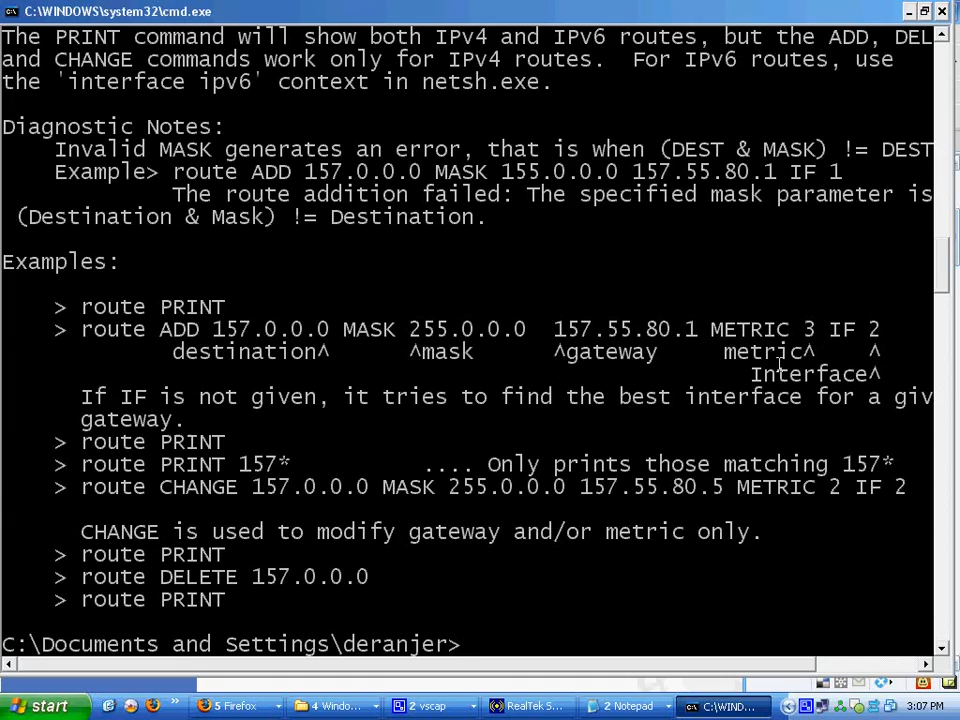 C:\WINDOWS\system32\cmd.exe
The PRINT command will show both IPv4 and IPv6 routes, but the ADD, DEL
and CHANGE commands work only for IPv4 routes.  For IPv6 routes, use
the 'interface ipv6' context in netsh.exe.
Diagnostic Notes:
    Invalid MASK generates an error, that is when (DEST & MASK) != DEST
    Example> route ADD 157.0.0.0 MASK 155.0.0.0 157.55.80.1 IF 1
             The route addition failed: The specified mask parameter is
 (Destination & Mask) != Destination.
Examples:
    > route PRINT
    > route ADD 157.0.0.0 MASK 255.0.0.0  157.55.80.1 METRIC 3 IF 2
             destination^      ^mask      ^gateway     metric^    ^
                                                         Interface^
      If IF is not given, it tries to find the best interface for a giv
      gateway.
    > route PRINT
    > route PRINT 157*          .... Only prints those matching 157*
    > route CHANGE 157.0.0.0 MASK 255.0.0.0 157.55.80.5 METRIC 2 IF 2
      CHANGE is used to modify gateway and/or metric only.
    > route PRINT
    > route DELETE 157.0.0.0
    > route PRINT
C:\Documents and Settings\deranjer>
start » 5 Firefox 4 Windo... 2 vscap RealTek S... 2 Notepad C:\WIND... 3:07 PM